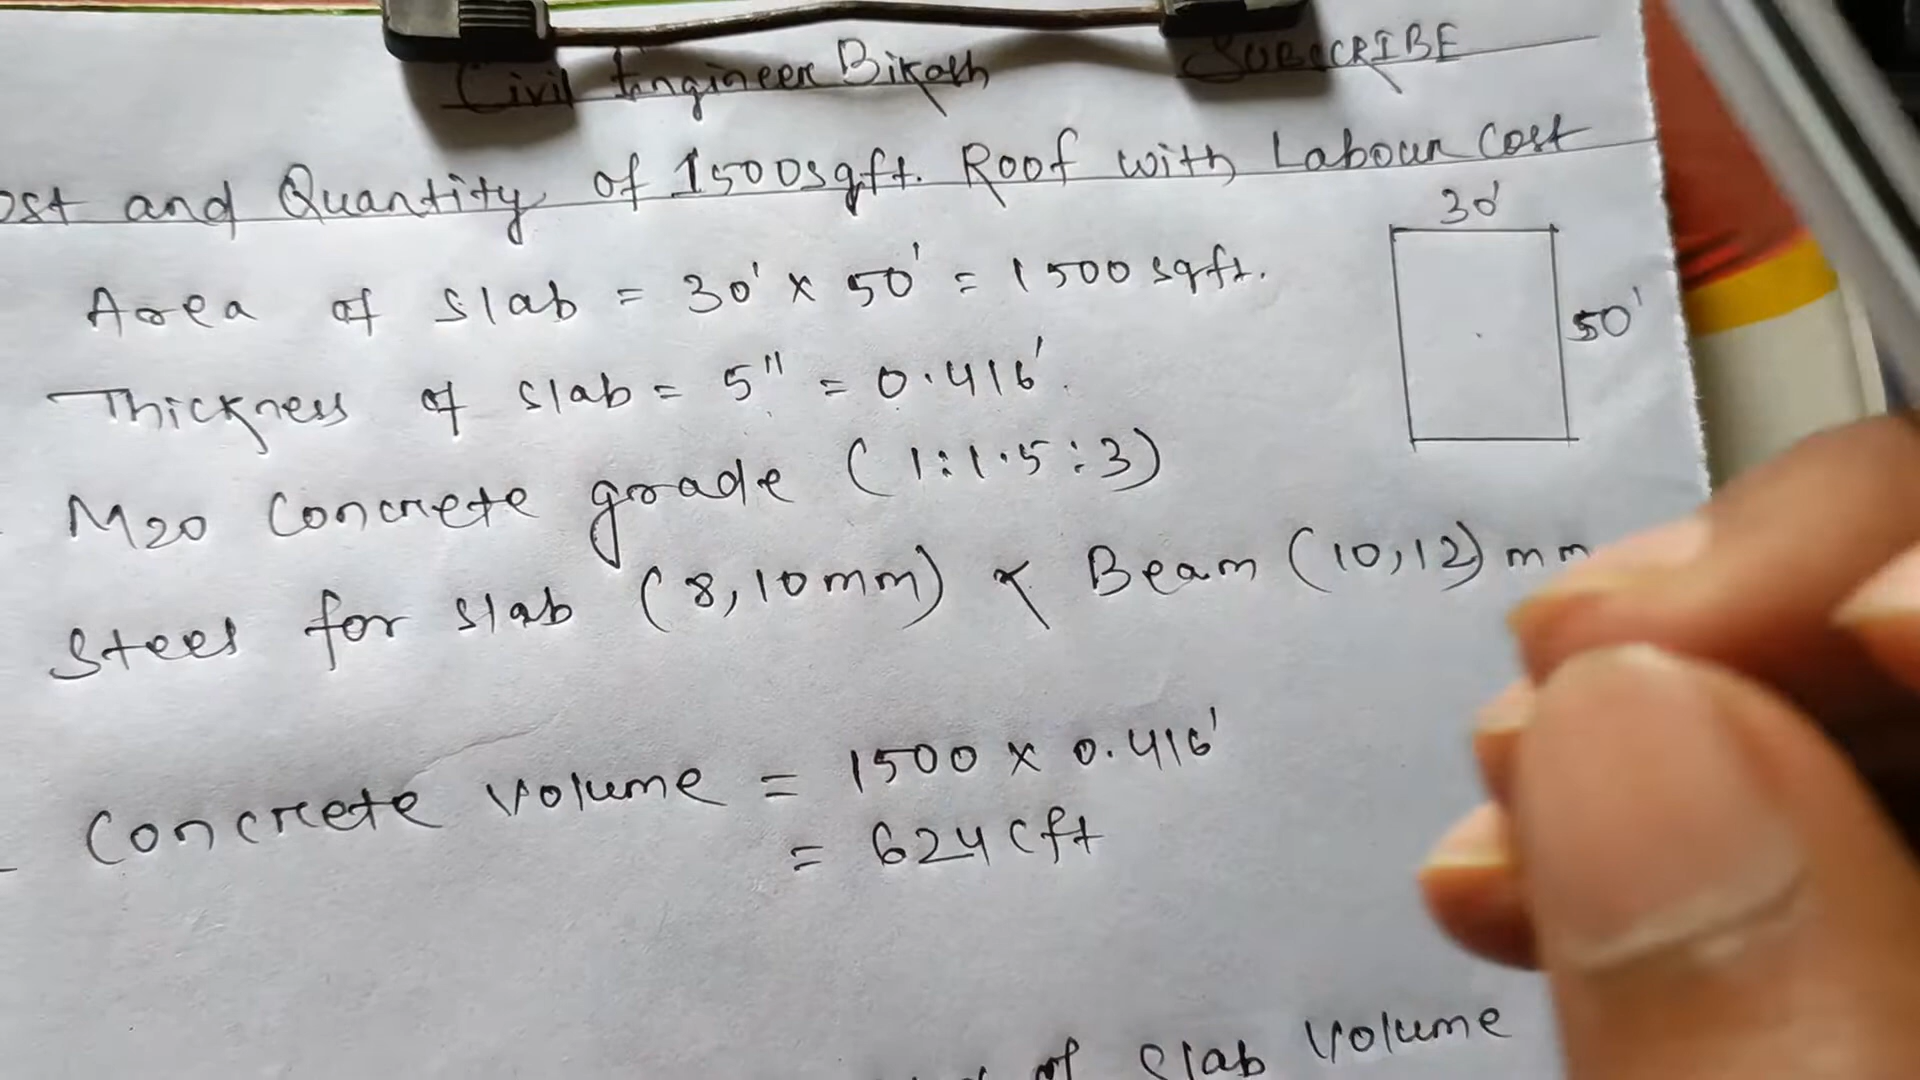 Civil Engineer Bikash SUBSCRIBE
and Quantity of 1500sqft. Roof with Labour Cost
30'
Area of slab = 30' x 50' = 1500 sqft.
50'
Thickness of slab = 5" = 0.416'
M20 Concrete grade (1:1.5:3)
Steel for slab (8,10mm) & Beam (10,12) mm
Concrete Volume = 1500 x 0.416'
= 624 Cft
of Slab Volume